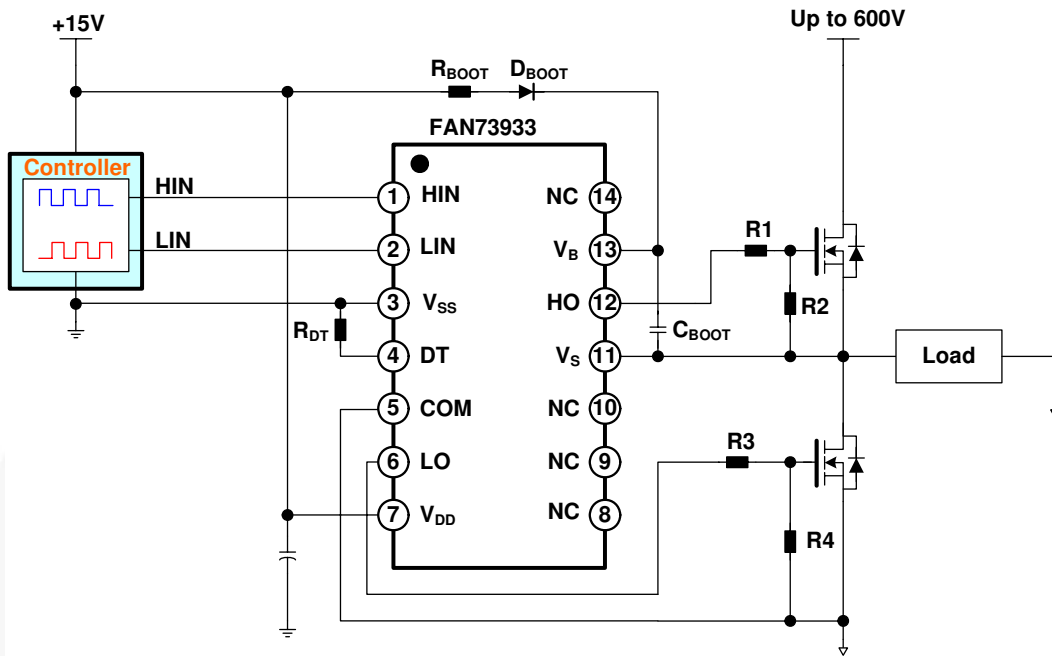 +15V
Up to 600V
RBOOT
DBOOT
FAN73933
Controller
HIN
LIN
1
HIN
NC
14
2
LIN
VB
13
R1
3
VSS
HO
12
R2
RDT
CBOOT
4
DT
VS
11
Load
5
COM
NC
10
6
LO
NC
9
R3
7
VDD
NC
8
R4